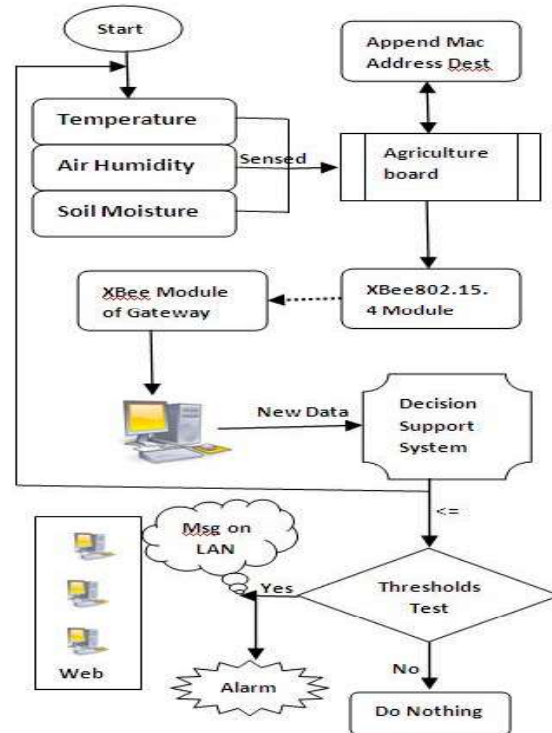 Start
Append Mac
Address Dest
Temperature
Air Humidity
Sensed
Soil Moisture
Agriculture
board
XBee Module
of Gateway
XBee802.15.
4 Module
New Data
Decision
Support
System
<=
Msg on
LAN
Yes
Thresholds
Test
Web
Alarm
No
Do Nothing